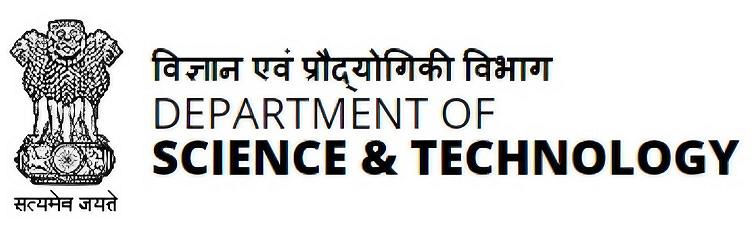 विज्ञान एवं प्रौद्योगिकी विभाग
DEPARTMENT OF
SCIENCE & TECHNOLOGY
सत्यमेव जयते